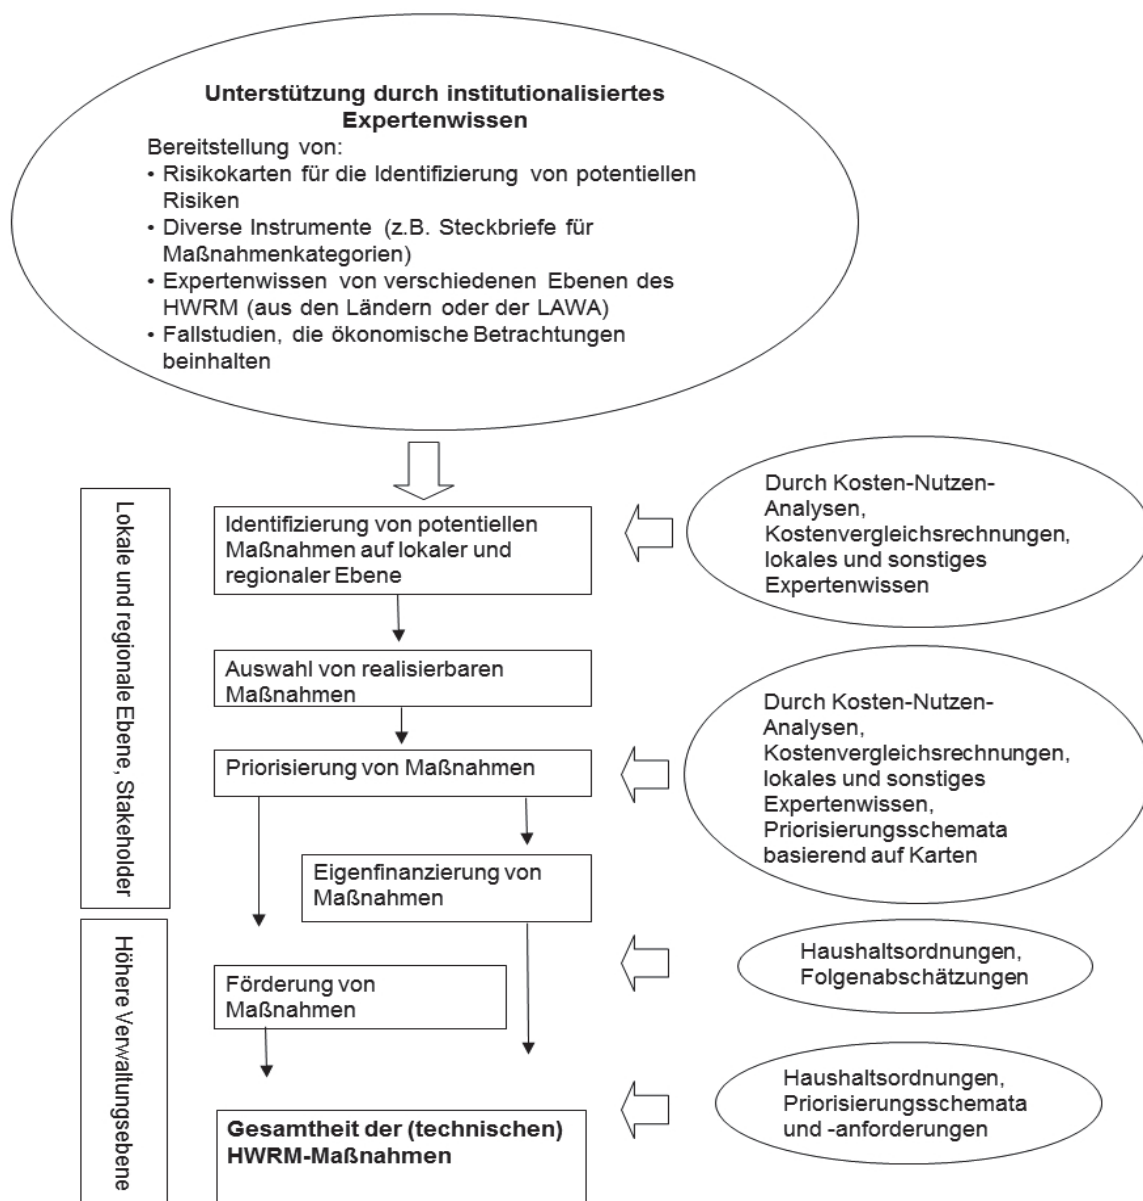 Unterstützung durch institutionalisiertes
Expertenwissen
Bereitstellung von:
• Risikokarten für die Identifizierung von potentiellen
Risiken
• Diverse Instrumente (z.B. Steckbriefe für
Maßnahmenkategorien)
• Expertenwissen von verschiedenen Ebenen des
HWRM (aus den Ländern oder der LAWA)
• Fallstudien, die ökonomische Betrachtungen
beinhalten
Lokale und regionale Ebene, Stakeholder
Identifizierung von potentiellen
Maßnahmen auf lokaler und
regionaler Ebene
Durch Kosten-Nutzen-
Analysen,
Kostenvergleichsrechnungen,
lokales und sonstiges
Expertenwissen
Auswahl von realisierbaren
Maßnahmen
Priorisierung von Maßnahmen
Durch Kosten-Nutzen-
Analysen,
Kostenvergleichsrechnungen,
lokales und sonstiges
Expertenwissen,
Priorisierungsschemata
basierend auf Karten
Eigenfinanzierung von
Maßnahmen
Höhere Verwaltungsebene
Haushaltsordnungen,
Folgenabschätzungen
Förderung von
Maßnahmen
Haushaltsordnungen,
Priorisierungsschemata
und -anforderungen
Gesamtheit der (technischen)
HWRM-Maßnahmen